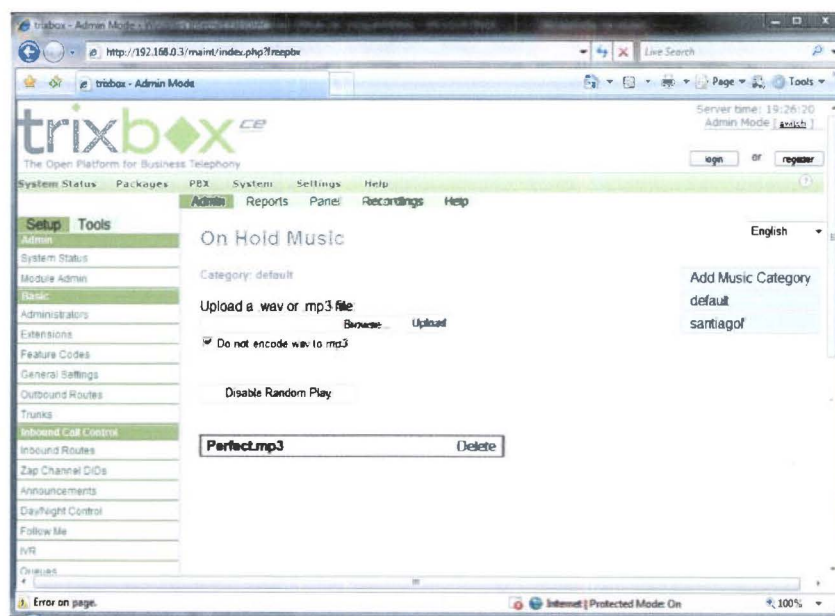 trixbox - Admin Mode - Windows Internet Explorer
http://192.168.0.3/maint/index.php?freepbx
Live Search
trixbox - Admin Mode
Page Tools
Server time: 19:26:20
Admin Mode [ switch ]
trixbox CE
The Open Platform for Business Telephony
login or register
System Status Packages PBX System Settings Help
Admin Reports Panel Recordings Help
Setup Tools
English
Admin
System Status
Module Admin
Basic
Administrators
Extensions
Feature Codes
General Settings
Outbound Routes
Trunks
Inbound Call Control
Inbound Routes
Zap Channel DIDs
Announcements
Day/Night Control
Follow Me
IVR
Queues
On Hold Music
Category: default
Upload a .wav or .mp3 file:
Browse... Upload
Do not encode wav to mp3
Disable Random Play
Perfect.mp3 Delete
Add Music Category
default
santiagof
Error on page.
Internet | Protected Mode: On
100%